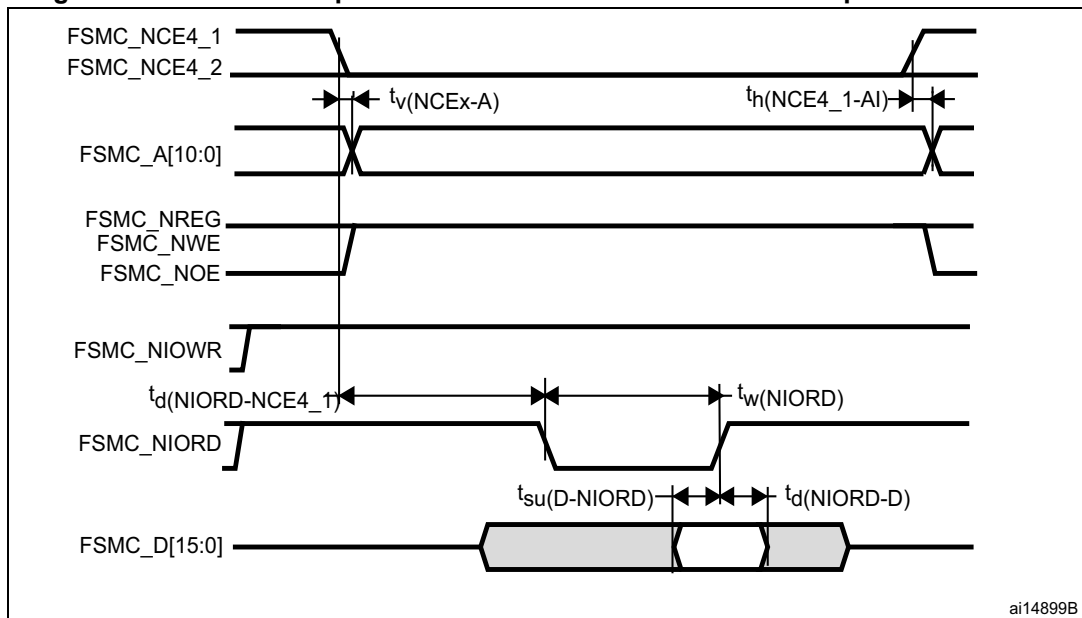 FSMC_NCE4_1
FSMC_NCE4_2
tv(NCEx-A)
th(NCE4_1-AI)
FSMC_A[10:0]
FSMC_NREG
FSMC_NWE
FSMC_NOE
FSMC_NIOWR
td(NIORD-NCE4_1)
tw(NIORD)
FSMC_NIORD
tsu(D-NIORD)
td(NIORD-D)
FSMC_D[15:0]
ai14899B